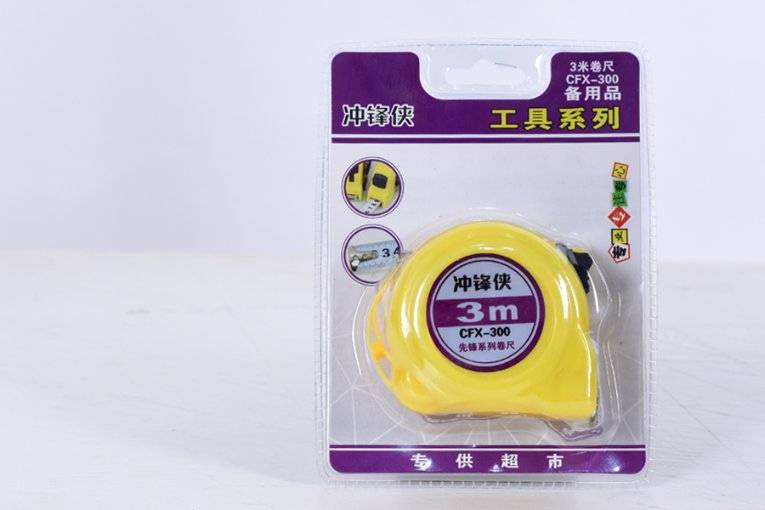 3米卷尺
CFX-300
备用品
冲锋侠
工具系列
3
冲锋侠
3m
CFX-300
先锋系列卷尺
专供超市